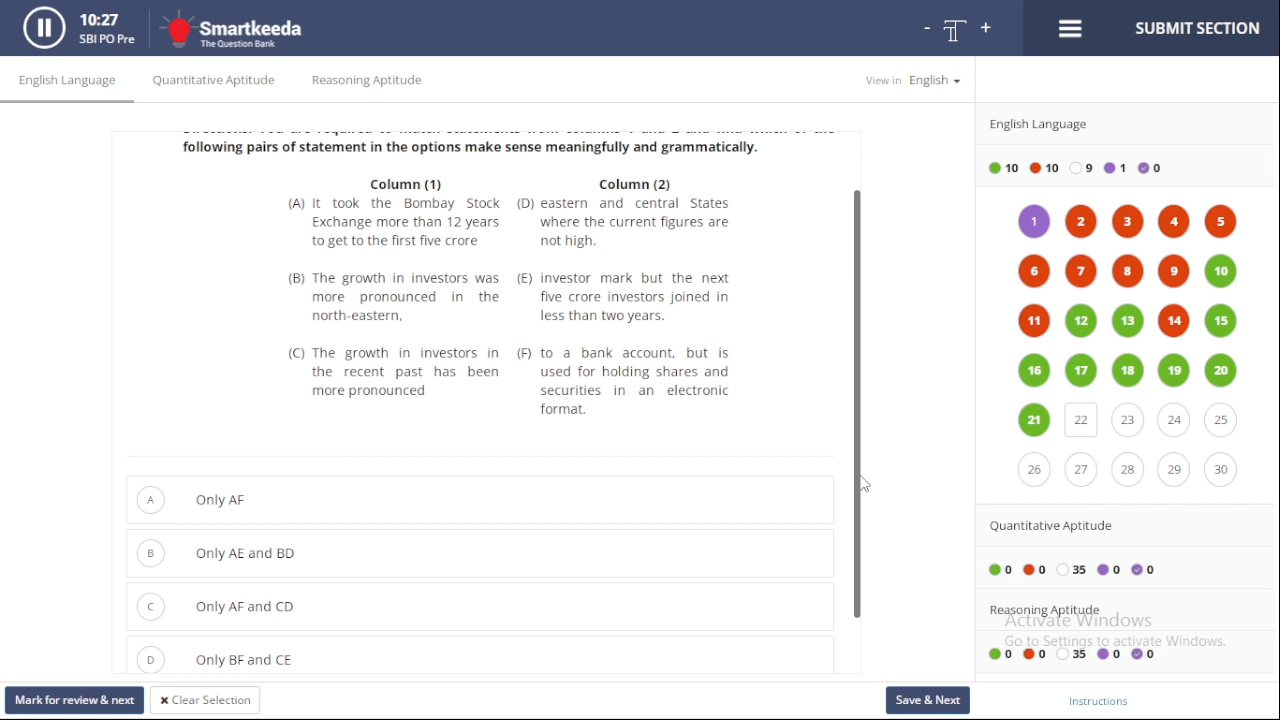 10:27
SBI PO Pre
Smartkeeda
The Question Bank
- T +
SUBMIT SECTION
English Language
Quantitative Aptitude
Reasoning Aptitude
View in English
following pairs of statement in the options make sense meaningfully and grammatically.
Column (1)
Column (2)
(A) It took the Bombay Stock
Exchange more than 12 years
to get to the first five crore
(D) eastern and central States
where the current figures are
not high.
(B) The growth in investors was
more pronounced in the
north-eastern,
(E) investor mark but the next
five crore investors joined in
less than two years.
(C) The growth in investors in
the recent past has been
more pronounced
(F) to a bank account, but is
used for holding shares and
securities in an electronic
format.
A Only AF
B Only AE and BD
C Only AF and CD
D Only BF and CE
Mark for review & next
Clear Selection
Save & Next
English Language
10 10 9 1 0
1 2 3 4 5
6 7 8 9 10
11 12 13 14 15
16 17 18 19 20
21 22 23 24 25
26 27 28 29 30
Quantitative Aptitude
0 0 35 0 0
Reasoning Aptitude
Activate Windows
Go to Settings to activate Windows.
0 0 35 0 0
Instructions